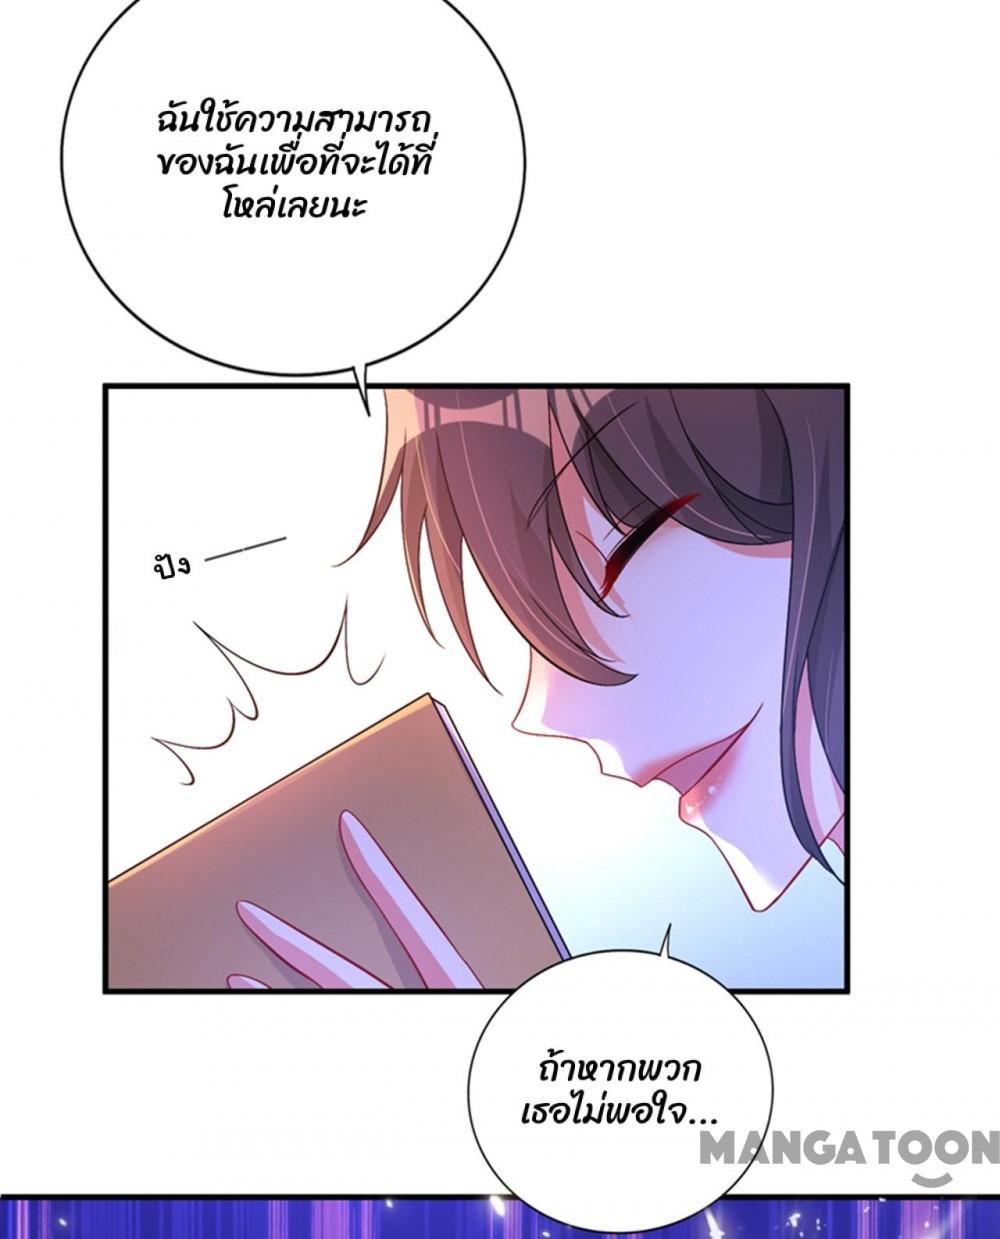 ฉันใช้ความสามารถ
ของฉันเพื่อที่จะได้ที่
โหล่เลยนะ
ปัง
ถ้าหากพวก
เธอไม่พอใจ...
MANGATOON